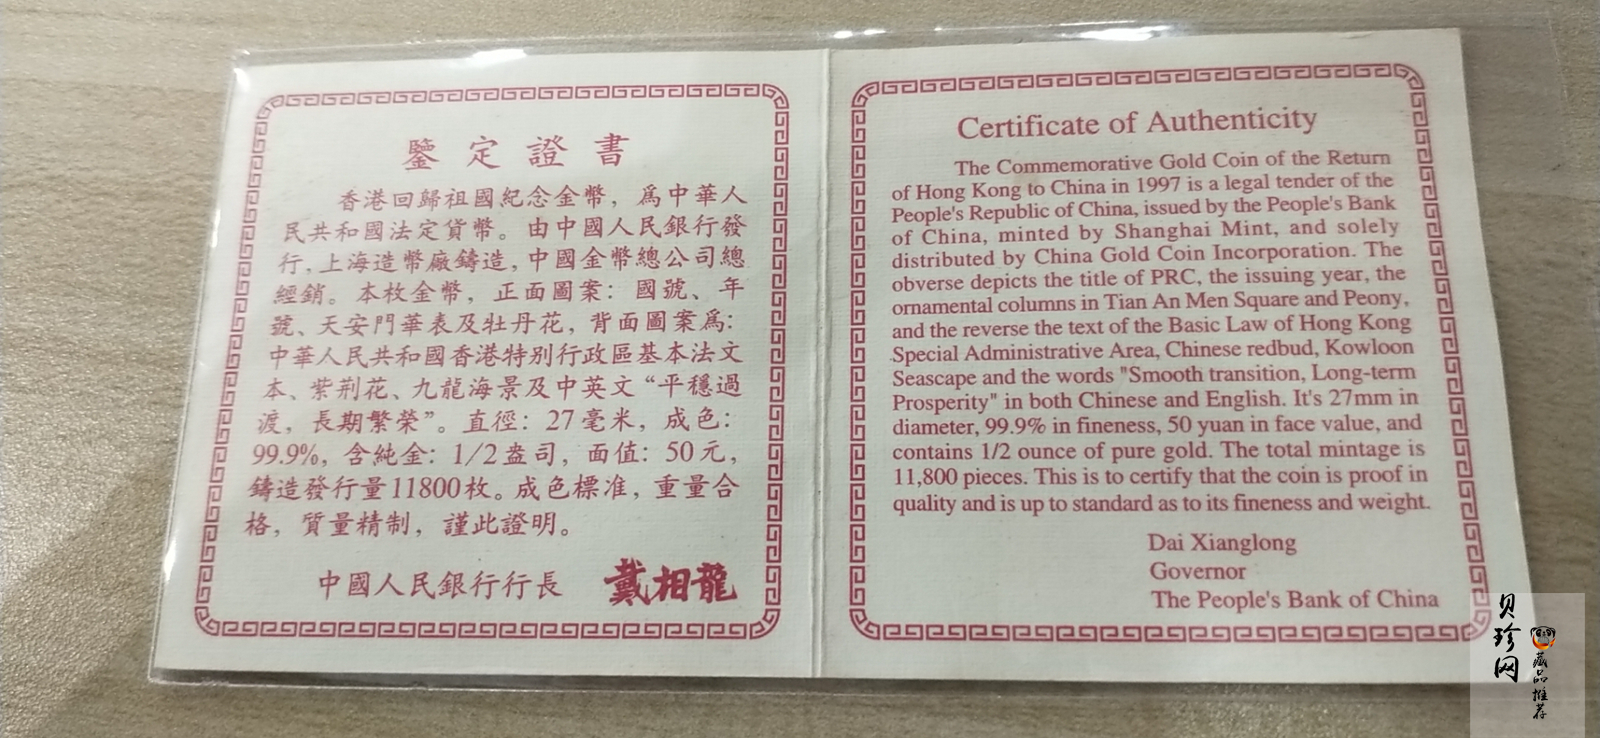 鑒定證書
香港回歸祖國紀念金幣，爲中華人
民共和國法定貨幣。由中國人民銀行發
行，上海造幣廠鑄造，中國金幣總公司總
經銷。本枚金幣，正面圖案：國號、年
號、天安門華表及牡丹花，背面圖案爲：
中華人民共和國香港特别行政區基本法文
本、紫荆花、九龍海景及中英文“平穩過
渡，長期繁榮”。直徑：27毫米，成色：
99.9%，含純金：1/2盎司，面值：50元，
鑄造發行量11800枚。成色標准，重量合
格，質量精制，謹此證明。
中國人民銀行行長 戴相龍
Certificate of Authenticity
The Commemorative Gold Coin of the Return
of Hong Kong to China in 1997 is a legal tender of the
People's Republic of China, issued by the People's Bank
of China, minted by Shanghai Mint, and solely
distributed by China Gold Coin Incorporation. The
obverse depicts the title of PRC, the issuing year, the
ornamental columns in Tian An Men Square and Peony,
and the reverse the text of the Basic Law of Hong Kong
Special Administrative Area, Chinese redbud, Kowloon
Seascape and the words "Smooth transition, Long-term
Prosperity" in both Chinese and English. It's 27mm in
diameter, 99.9% in fineness, 50 yuan in face value, and
contains 1/2 ounce of pure gold. The total mintage is
11,800 pieces. This is to certify that the coin is proof in
quality and is up to standard as to its fineness and weight.
Dai Xianglong
Governor
The People's Bank of China
贝珍网
藏品推荐